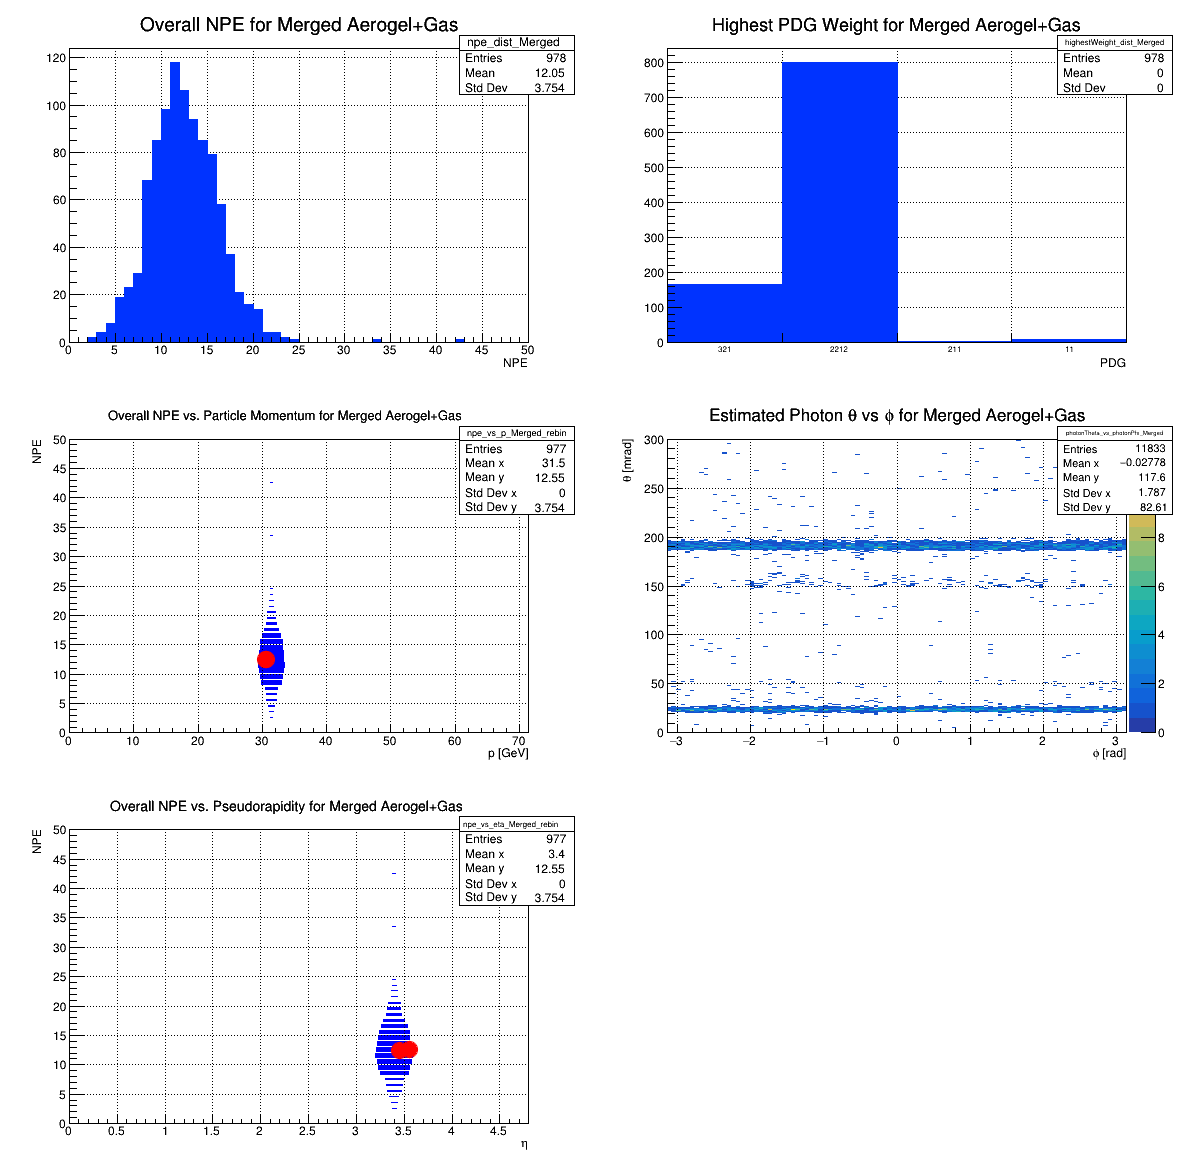 Overall NPE for Merged Aerogel+Gas
npe_dist_Merged
Entries 978
Mean 12.05
Std Dev 3.754
120
100
80
60
40
20
0
0 5 10 15 20 25 30 35 40 45 50
NPE
Highest PDG Weight for Merged Aerogel+Gas
highestWeight_dist_Merged
Entries 978
Mean 0
Std Dev 0
800
700
600
500
400
300
200
100
0
321 2212 211 11
PDG
Overall NPE vs. Particle Momentum for Merged Aerogel+Gas
npe_vs_p_Merged_rebin
Entries 977
Mean x 31.5
Mean y 12.55
Std Dev x 0
Std Dev y 3.754
NPE
50
45
40
35
30
25
20
15
10
5
0
0 10 20 30 40 50 60 70
p [GeV]
Estimated Photon θ vs ϕ for Merged Aerogel+Gas
photonTheta_vs_photonPhi_Merged
Entries 11833
Mean x −0.02778
Mean y 117.6
Std Dev x 1.787
Std Dev y 82.61
θ [mrad]
300
250
200
150
100
50
0
−3 −2 −1 0 1 2 3
ϕ [rad]
8
6
4
2
0
Overall NPE vs. Pseudorapidity for Merged Aerogel+Gas
npe_vs_eta_Merged_rebin
Entries 977
Mean x 3.4
Mean y 12.55
Std Dev x 0
Std Dev y 3.754
NPE
50
45
40
35
30
25
20
15
10
5
0
0 0.5 1 1.5 2 2.5 3 3.5 4 4.5
η